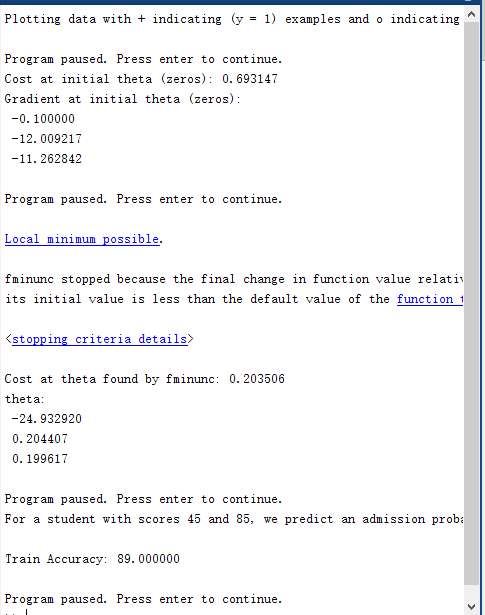 Plotting data with + indicating (y = 1) examples and o indicating
Program paused. Press enter to continue.
Cost at initial theta (zeros): 0.693147
Gradient at initial theta (zeros):
-0.100000
-12.009217
-11.262842
Program paused. Press enter to continue.
Local minimum possible.
fminunc stopped because the final change in function value relativ
its initial value is less than the default value of the function t
<stopping criteria details>
Cost at theta found by fminunc: 0.203506
theta:
-24.932920
0.204407
0.199617
Program paused. Press enter to continue.
For a student with scores 45 and 85, we predict an admission proba
Train Accuracy: 89.000000
Program paused. Press enter to continue.